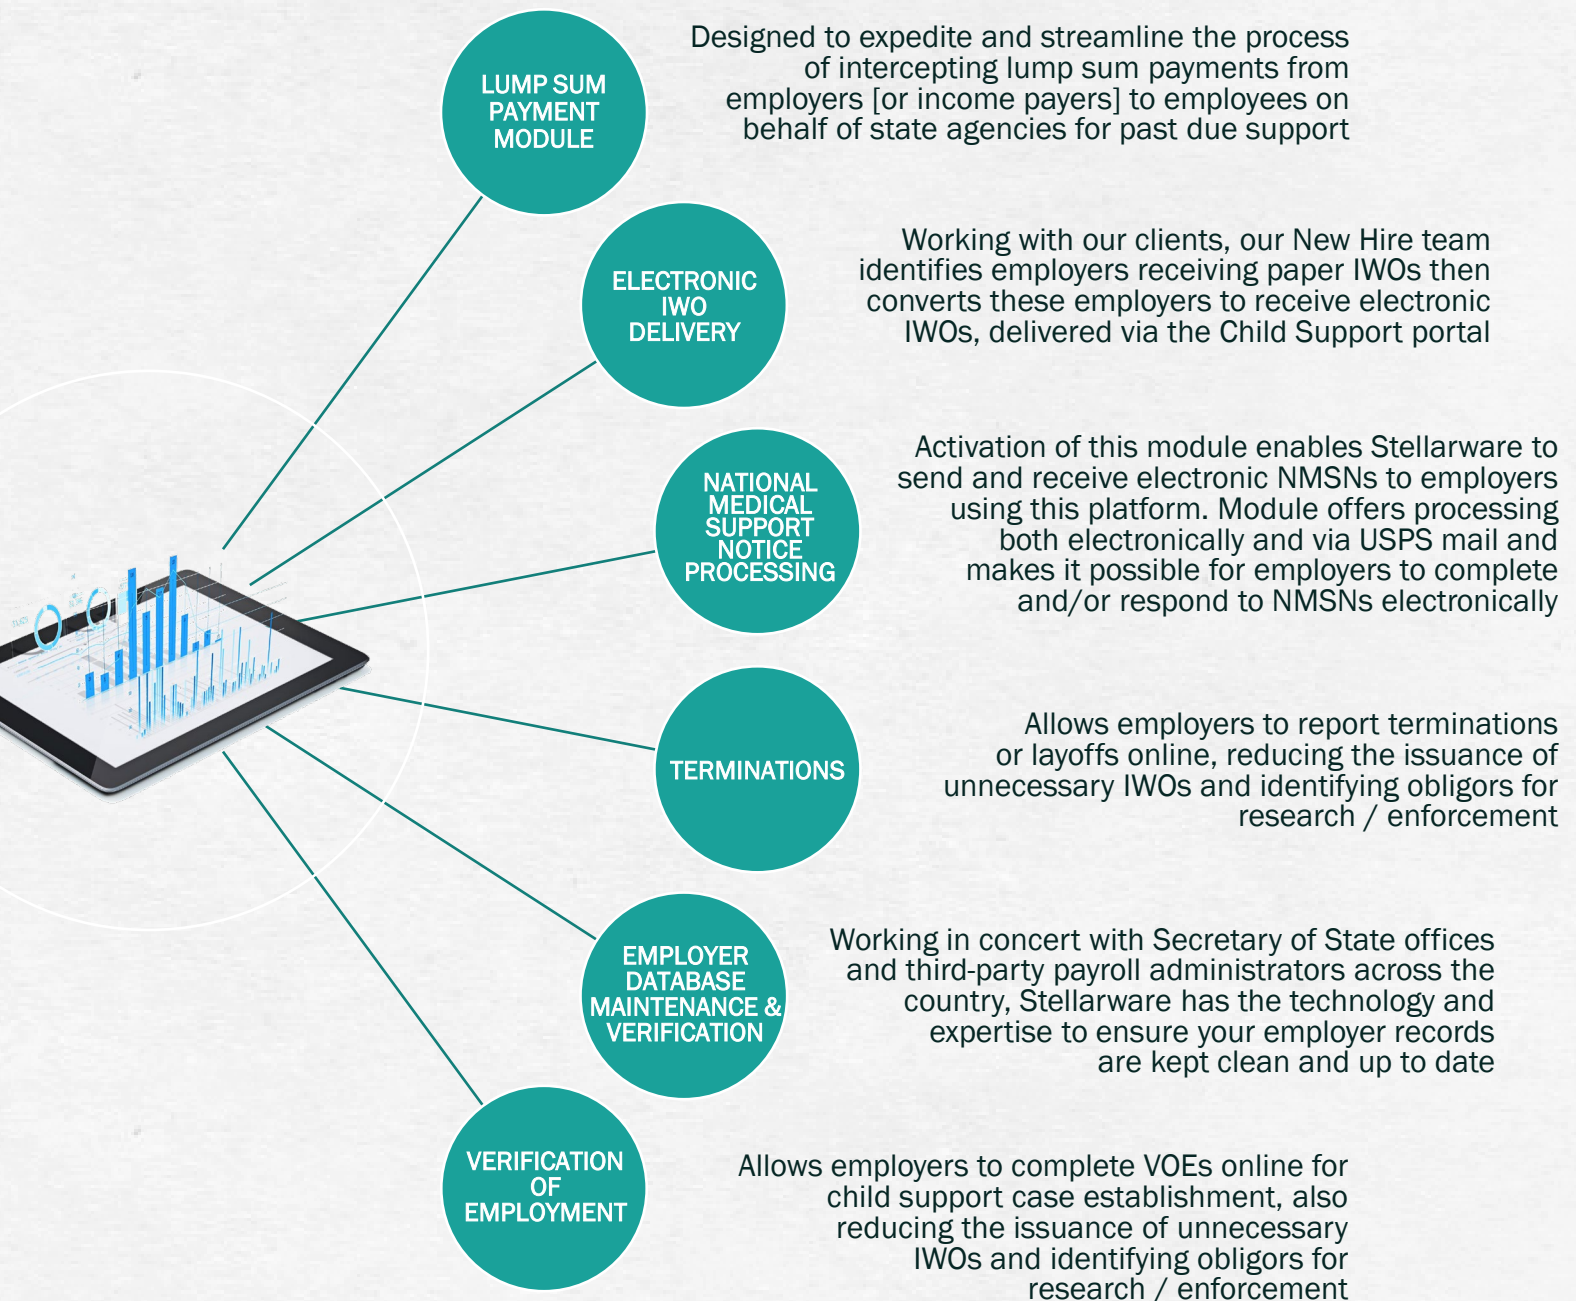 LUMP SUM
PAYMENT
MODULE
Designed to expedite and streamline the process
of intercepting lump sum payments from
employers [or income payers] to employees on
behalf of state agencies for past due support
ELECTRONIC
IWO
DELIVERY
Working with our clients, our New Hire team
identifies employers receiving paper IWOs then
converts these employers to receive electronic
IWOs, delivered via the Child Support portal
NATIONAL
MEDICAL
SUPPORT
NOTICE
PROCESSING
Activation of this module enables Stellarware to
send and receive electronic NMSNs to employers
using this platform. Module offers processing
both electronically and via USPS mail and
makes it possible for employers to complete
and/or respond to NMSNs electronically
TERMINATIONS
Allows employers to report terminations
or layoffs online, reducing the issuance of
unnecessary IWOs and identifying obligors for
research / enforcement
EMPLOYER
DATABASE
MAINTENANCE &
VERIFICATION
Working in concert with Secretary of State offices
and third-party payroll administrators across the
country, Stellarware has the technology and
expertise to ensure your employer records
are kept clean and up to date
VERIFICATION
OF
EMPLOYMENT
Allows employers to complete VOEs online for
child support case establishment, also
reducing the issuance of unnecessary
IWOs and identifying obligors for
research / enforcement